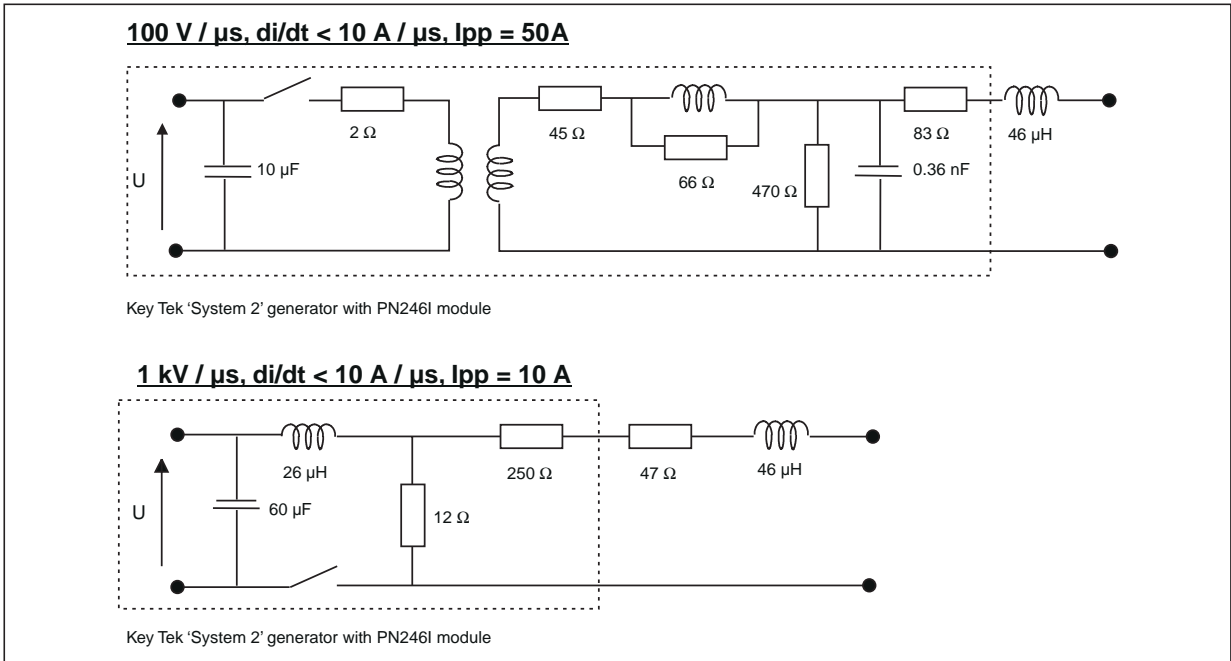 100 V / µs, di/dt < 10 A / µs, Ipp = 50A
2 Ω
45 Ω
83 Ω
46 µH
U
10 µF
66 Ω
470 Ω
0.36 nF
Key Tek ‘System 2’ generator with PN246I module
1 kV / µs, di/dt < 10 A / µs, Ipp = 10 A
26 µH
250 Ω
47 Ω
46 µH
U
60 µF
12 Ω
Key Tek ‘System 2’ generator with PN246I module